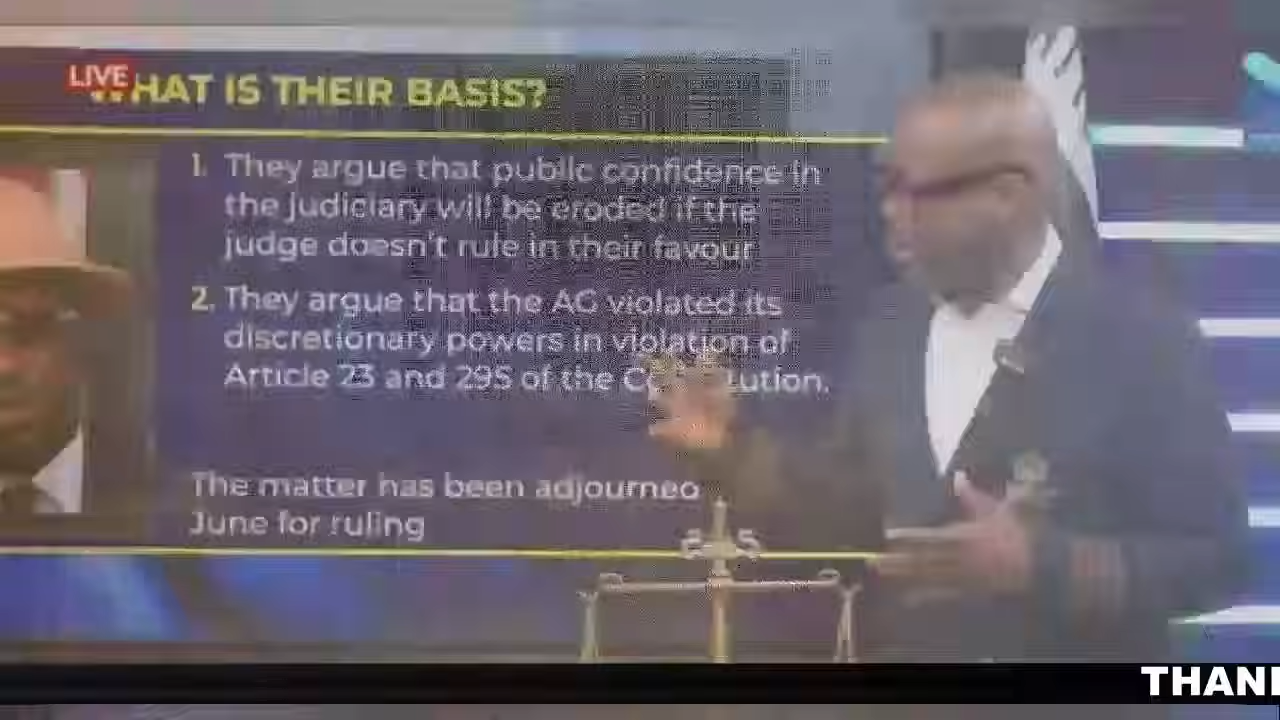 LIVE
WHAT IS THEIR BASIS?
1. They argue that public confidence in
the judiciary will be eroded if the
judge doesn't rule in their favour
2. They argue that the AG violated its
discretionary powers in violation of
Article 23 and 295 of the
The matter has been adjourned
June for ruling